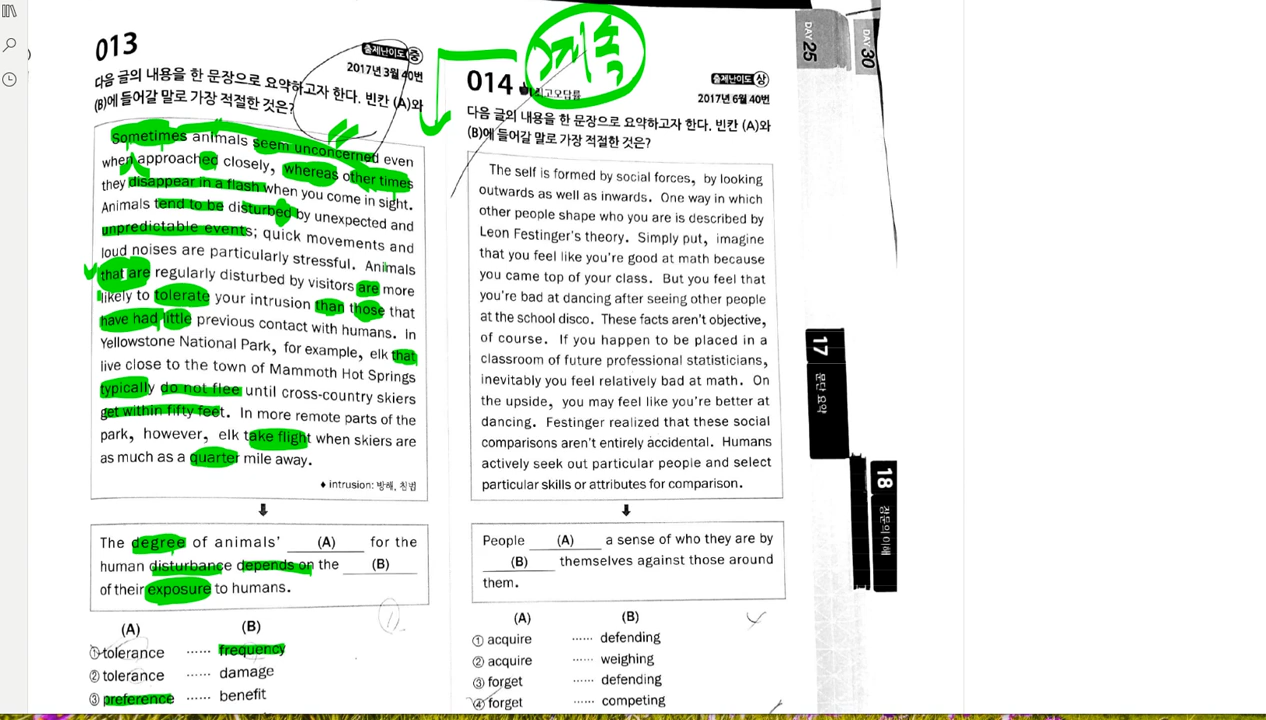 013
출제난이도 중
2017년 3월 40번
다음 글의 내용을 한 문장으로 요약하고자 한다. 빈칸 (A)와
(B)에 들어갈 말로 가장 적절한 것은?
Sometimes animals seem unconcerned even
when approached closely, whereas other times
they disappear in a flash when you come in sight.
Animals tend to be disturbed by unexpected and
unpredictable events; quick movements and
loud noises are particularly stressful. Animals
that are regularly disturbed by visitors are more
likely to tolerate your intrusion than those that
have had little previous contact with humans. In
Yellowstone National Park, for example, elk that
live close to the town of Mammoth Hot Springs
typically do not flee until cross-country skiers
get within fifty feet. In more remote parts of the
park, however, elk take flight when skiers are
as much as a quarter mile away.
♦ intrusion: 방해, 침범
The degree of animals' (A) for the
human disturbance depends on the (B)
of their exposure to humans.
(A) (B)
① tolerance ······ frequency
② tolerance ······ damage
③ preference ······ benefit
014
최고오답률
출제난이도 상
2017년 6월 40번
다음 글의 내용을 한 문장으로 요약하고자 한다. 빈칸 (A)와
(B)에 들어갈 말로 가장 적절한 것은?
The self is formed by social forces, by looking
outwards as well as inwards. One way in which
other people shape who you are is described by
Leon Festinger's theory. Simply put, imagine
that you feel like you're good at math because
you came top of your class. But you feel that
you're bad at dancing after seeing other people
at the school disco. These facts aren't objective,
of course. If you happen to be placed in a
classroom of future professional statisticians,
inevitably you feel relatively bad at math. On
the upside, you may feel like you're better at
dancing. Festinger realized that these social
comparisons aren't entirely accidental. Humans
actively seek out particular people and select
particular skills or attributes for comparison.
People (A) a sense of who they are by
(B) themselves against those around
them.
(A) (B)
① acquire ······ defending
② acquire ······ weighing
③ forget ······ defending
④ forget ······ competing
DAY 25
DAY 30
17
문단 요약
18
장문의 이해